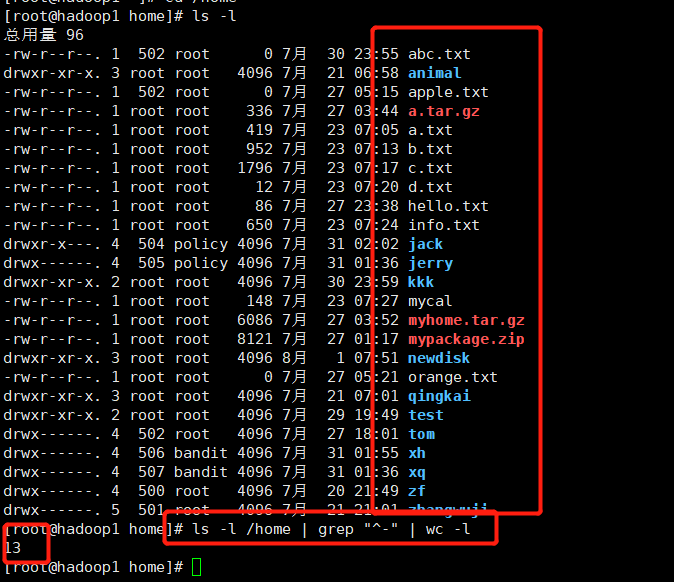 [root@hadoop1 home]# ls -l
总用量 96
-rw-r--r--. 1  502 root      0 7月  30 23:55 abc.txt
drwxr-xr-x. 3 root root   4096 7月  21 06:58 animal
-rw-r--r--. 1  502 root      0 7月  27 05:15 apple.txt
-rw-r--r--. 1 root root    336 7月  27 03:44 a.tar.gz
-rw-r--r--. 1 root root    419 7月  23 07:05 a.txt
-rw-r--r--. 1 root root    952 7月  23 07:13 b.txt
-rw-r--r--. 1 root root   1796 7月  23 07:17 c.txt
-rw-r--r--. 1 root root     12 7月  23 07:20 d.txt
-rw-r--r--. 1 root root     86 7月  27 23:38 hello.txt
-rw-r--r--. 1 root root    650 7月  23 07:24 info.txt
drwxr-x---. 4  504 policy 4096 7月  31 02:02 jack
drwx------. 4  505 policy 4096 7月  31 01:36 jerry
drwxr-xr-x. 2 root root   4096 7月  30 23:59 kkk
-rw-r--r--. 1 root root    148 7月  23 07:27 mycal
-rw-r--r--. 1 root root   6086 7月  27 03:52 myhome.tar.gz
-rw-r--r--. 1 root root   8121 7月  27 01:17 mypackage.zip
drwxr-xr-x. 3 root root   4096 8月   1 07:51 newdisk
-rw-r--r--. 1 root root      0 7月  27 05:21 orange.txt
drwxr-xr-x. 3 root root   4096 7月  21 07:01 qingkai
drwxr-xr-x. 2 root root   4096 7月  29 19:49 test
drwx------. 4  502 root   4096 7月  27 18:01 tom
drwx------. 4  506 bandit 4096 7月  31 01:55 xh
drwx------. 4  507 bandit 4096 7月  31 01:36 xq
drwx------. 4  500 root   4096 7月  20 21:49 zf
drwx------. 5  501 root   4096 7月  21 21:01 zhangwuji
[root@hadoop1 home]# ls -l /home | grep "^-" | wc -l
13
[root@hadoop1 home]#